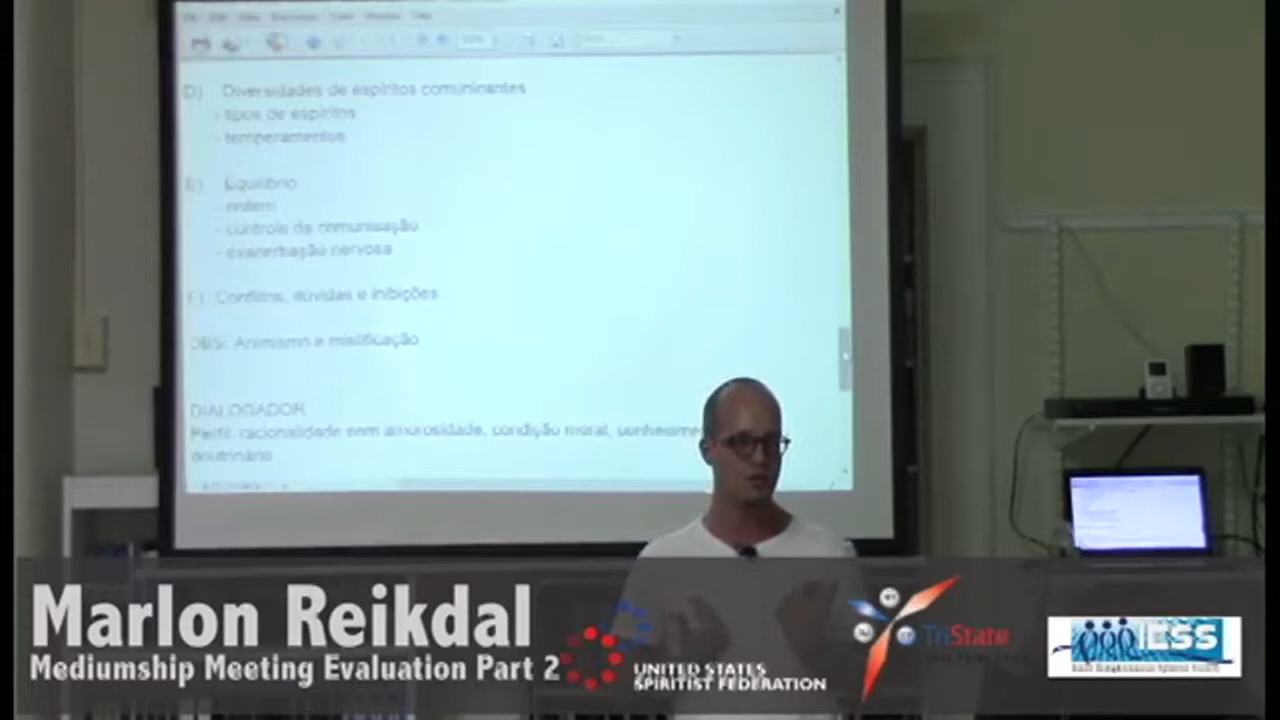 D) Diversidades de espíritos comunicantes
- tipos de espíritos
- temperamentos
E) Equilíbrio
- ordem
- controle da comunicação
- exacerbação nervosa
F) Conflitos, dúvidas e inibições
OBS: Animismo e mistificação
DIALOGADOR
Perfil: racionalidade com amorosidade, condição moral,
doutrinário
Marlon Reikdal
Mediumship Meeting Evaluation Part 2
UNITED STATES
SPIRITIST FEDERATION
TriState